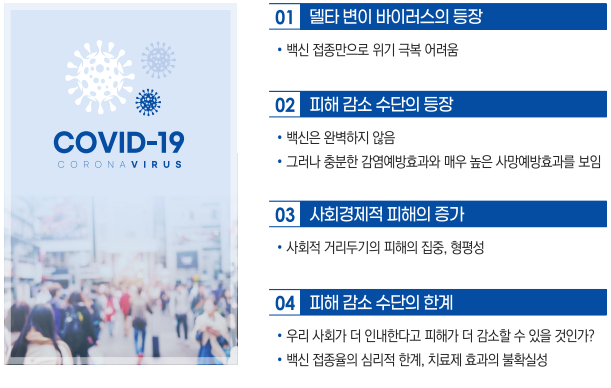 COVID-19
CORONAVIRUS
01 델타 변이 바이러스의 등장
• 백신 접종만으로 위기 극복 어려움
02 피해 감소 수단의 등장
• 백신은 완벽하지 않음
• 그러나 충분한 감염예방효과와 매우 높은 사망예방효과를 보임
03 사회경제적 피해의 증가
• 사회적 거리두기의 피해의 집중, 형평성
04 피해 감소 수단의 한계
• 우리 사회가 더 인내한다고 피해가 더 감소할 수 있을 것인가?
• 백신 접종율의 심리적 한계, 치료제 효과의 불확실성